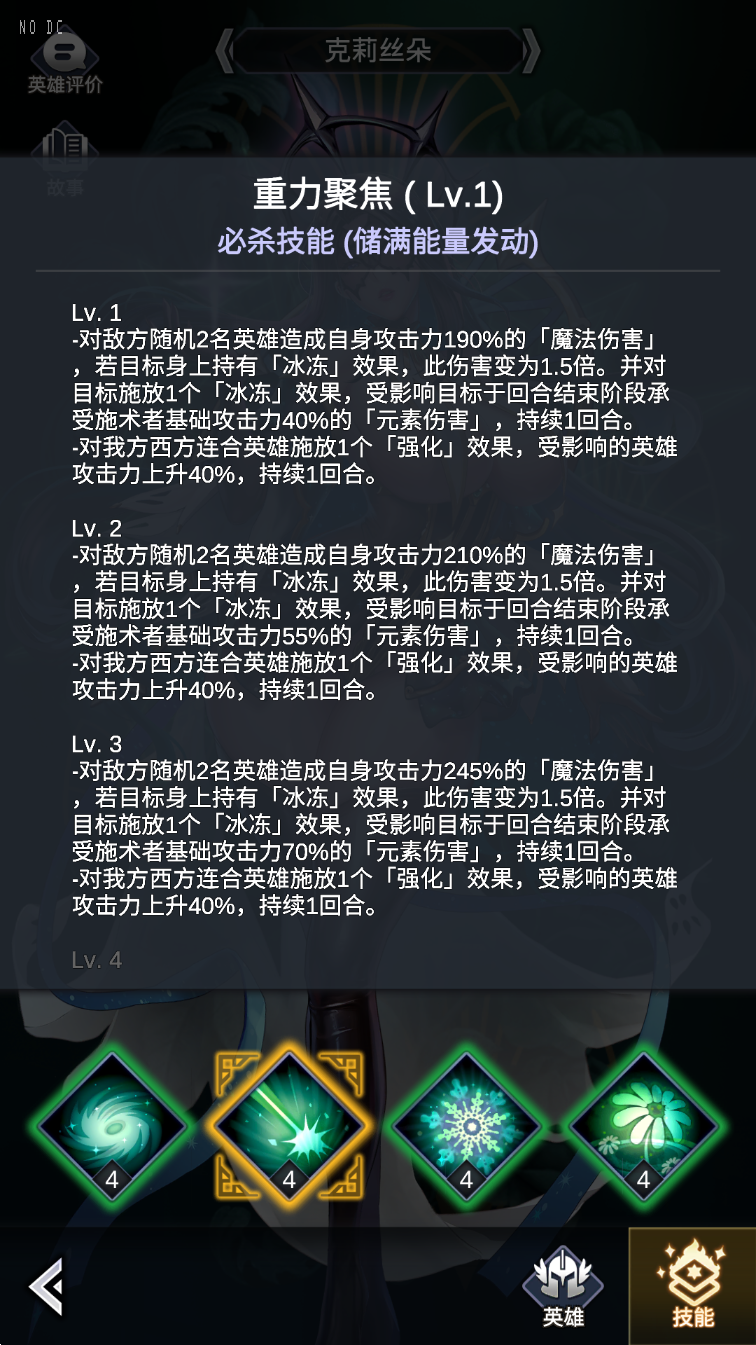 NO DC
克莉丝朵
英雄评价
故事
重力聚焦 ( Lv.1)
必杀技能 (储满能量发动)
Lv. 1
-对敌方随机2名英雄造成自身攻击力190%的「魔法伤害」
，若目标身上持有「冰冻」效果，此伤害变为1.5倍。并对
目标施放1个「冰冻」效果，受影响目标于回合结束阶段承
受施术者基础攻击力40%的「元素伤害」，持续1回合。
-对我方西方连合英雄施放1个「强化」效果，受影响的英雄
攻击力上升40%，持续1回合。
Lv. 2
-对敌方随机2名英雄造成自身攻击力210%的「魔法伤害」
，若目标身上持有「冰冻」效果，此伤害变为1.5倍。并对
目标施放1个「冰冻」效果，受影响目标于回合结束阶段承
受施术者基础攻击力55%的「元素伤害」，持续1回合。
-对我方西方连合英雄施放1个「强化」效果，受影响的英雄
攻击力上升40%，持续1回合。
Lv. 3
-对敌方随机2名英雄造成自身攻击力245%的「魔法伤害」
，若目标身上持有「冰冻」效果，此伤害变为1.5倍。并对
目标施放1个「冰冻」效果，受影响目标于回合结束阶段承
受施术者基础攻击力70%的「元素伤害」，持续1回合。
-对我方西方连合英雄施放1个「强化」效果，受影响的英雄
攻击力上升40%，持续1回合。
Lv. 4
4 4 4 4
英雄 技能